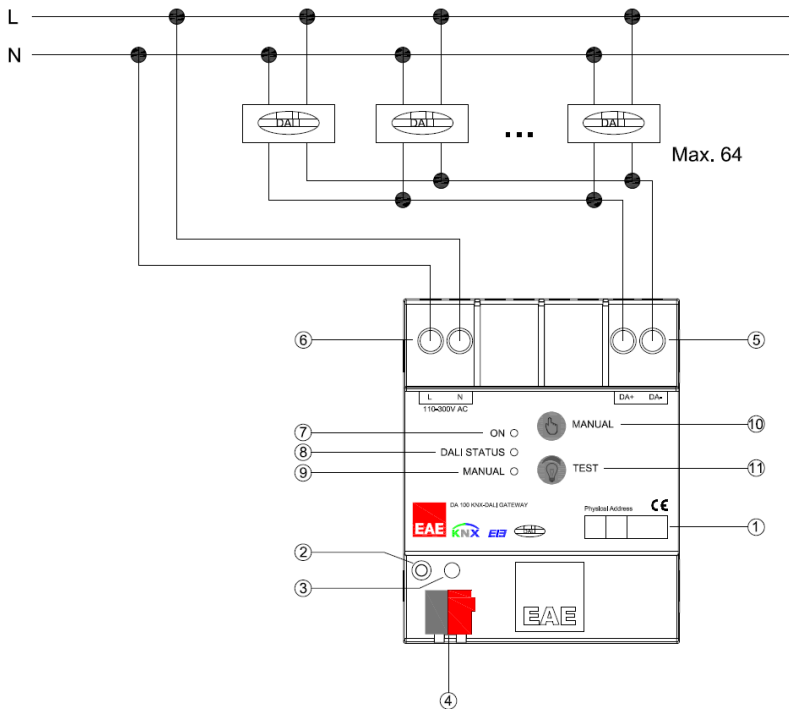 L
N
DALI DALI ... DALI
Max. 64
⑥ ⑤
L N DA+ DA-
110-300V AC
⑦ ON MANUAL ⑩
⑧ DALI STATUS
⑨ MANUAL TEST ⑪
DA 100 KNX-DALI GATEWAY
Physical Address CE
EAE KNX EIB DALI ①
②
③
EAE
④